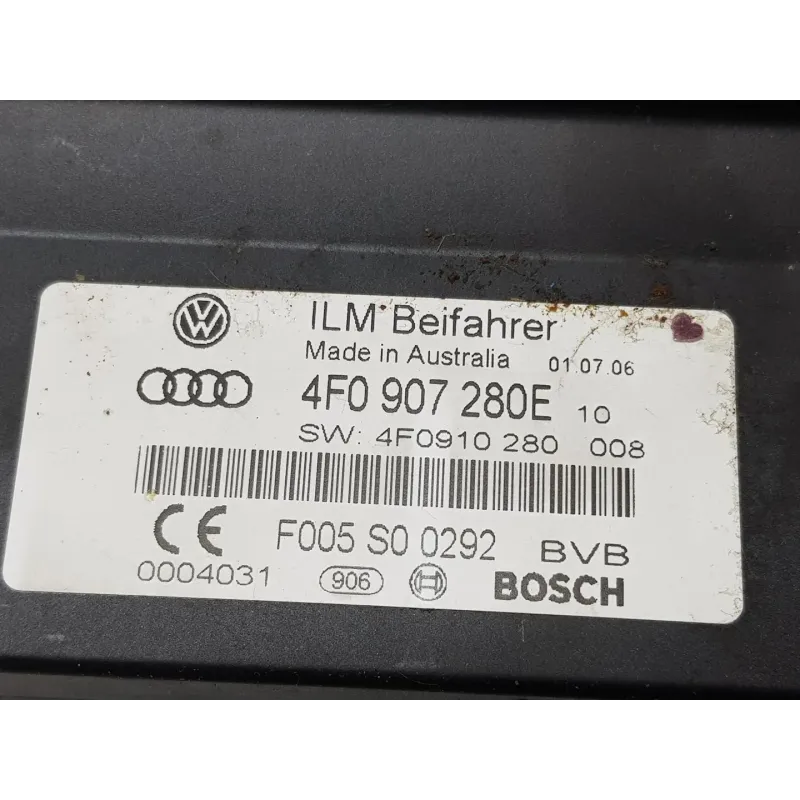 ILM Beifahrer
Made in Australia 01.07.06
4F0 907 280E 10
SW: 4F0910 280 008
CE F005 S0 0292 BVB
0004031 906 BOSCH